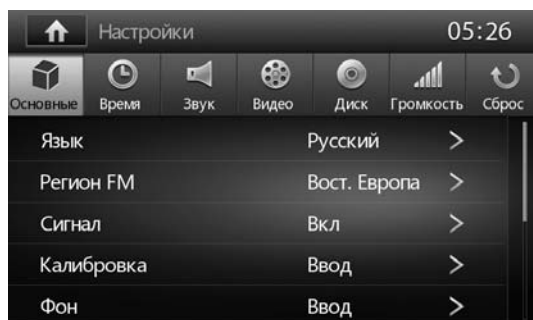 Настройки 05:26
Основные Время Звук Видео Диск Громкость Сброс
Язык Русский
Регион FM Вост. Европа
Сигнал Вкл
Калибровка Ввод
Фон Ввод